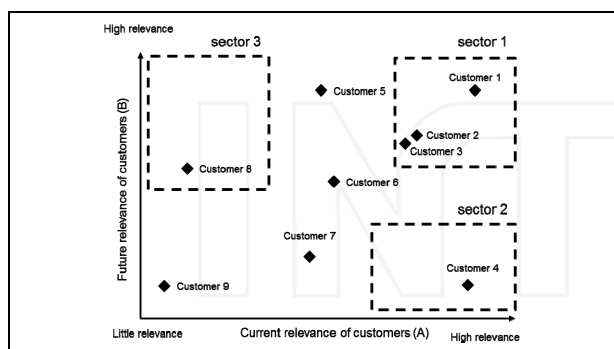 High relevance
sector 3
sector 1
Customer 1
Customer 5
Customer 2
Customer 3
Customer 8
Customer 6
sector 2
Customer 7
Customer 4
Customer 9
Future relevance of customers (B)
Little relevance
Current relevance of customers (A)
High relevance
INT